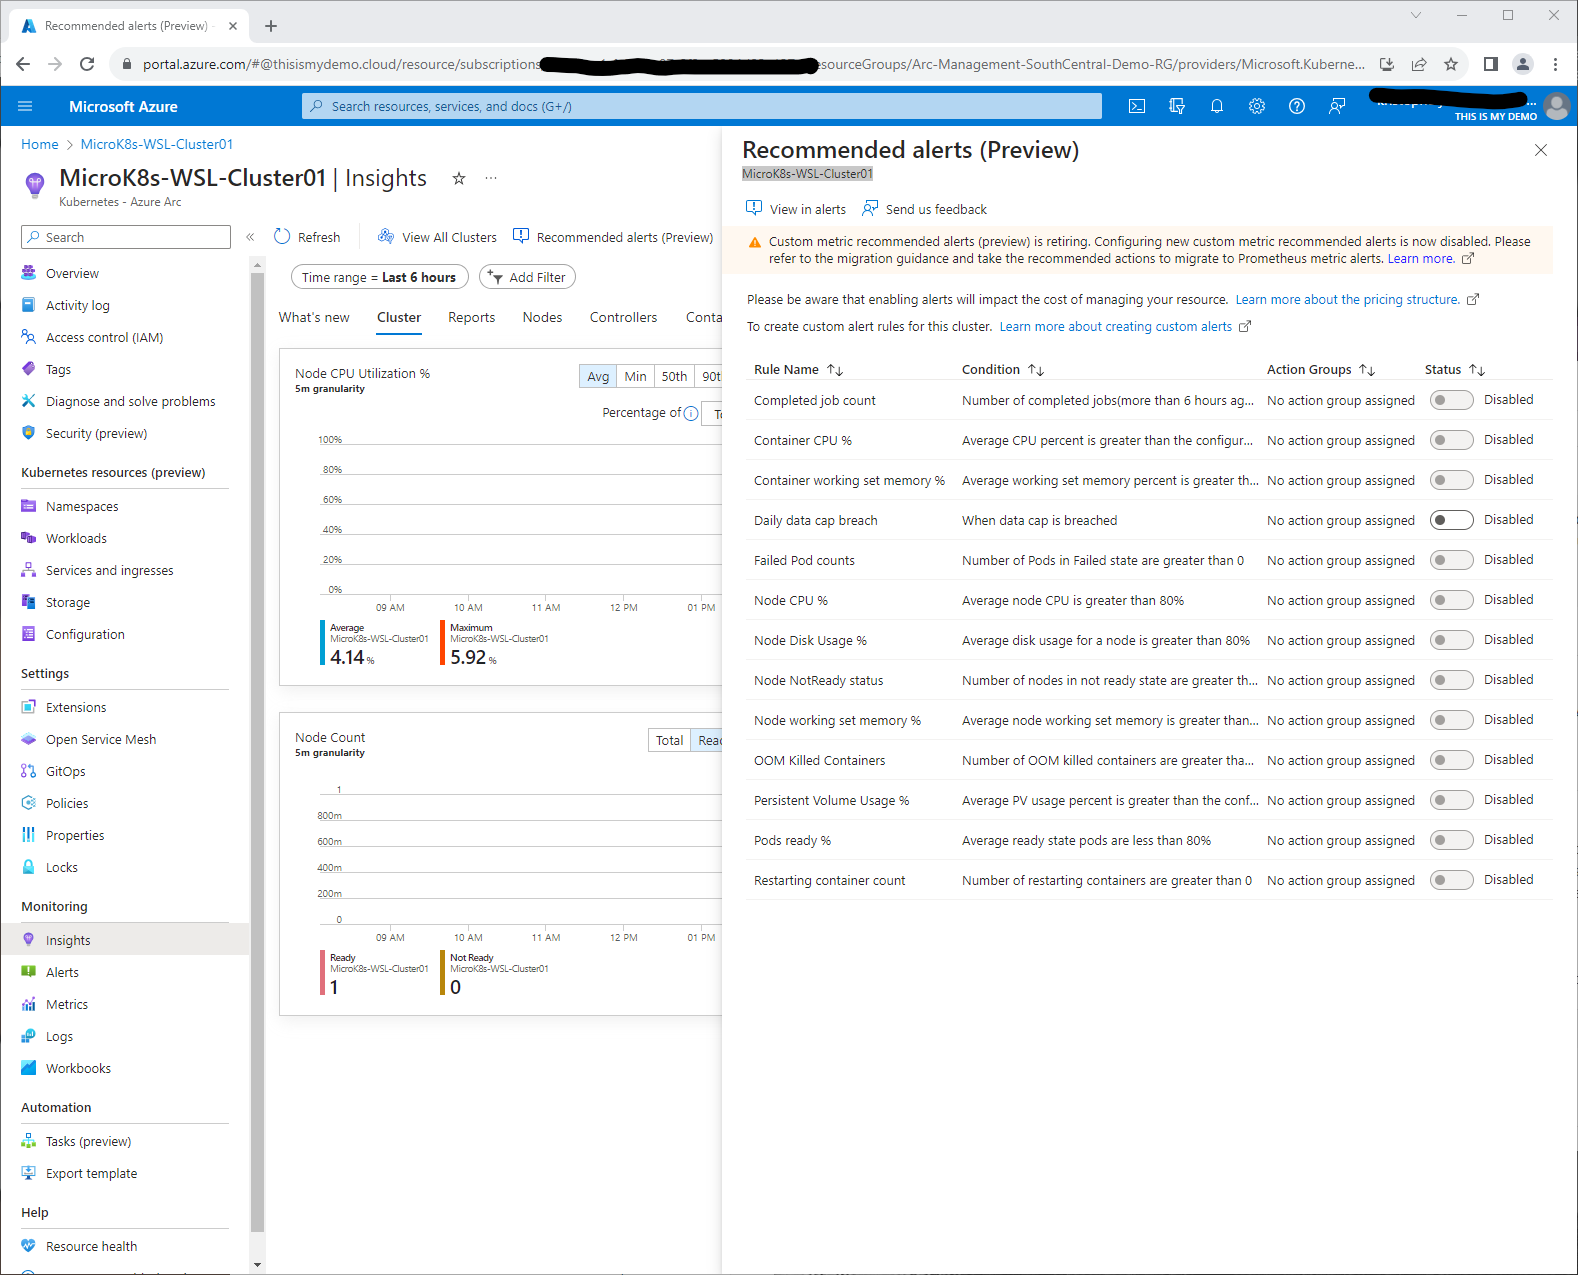 Recommended alerts (Preview)
portal.azure.com/#@thisismydemo.cloud/resource/subscriptions
esourceGroups/Arc-Management-SouthCentral-Demo-RG/providers/Microsoft.Kuberne...
Microsoft Azure
Search resources, services, and docs (G+/)
THIS IS MY DEMO
Home > MicroK8s-WSL-Cluster01
MicroK8s-WSL-Cluster01 | Insights
Kubernetes - Azure Arc
Search
Refresh
View All Clusters
Recommended alerts (Preview)
Time range = Last 6 hours
Add Filter
What's new
Cluster
Reports
Nodes
Controllers
Conta
Overview
Activity log
Access control (IAM)
Tags
Diagnose and solve problems
Security (preview)
Kubernetes resources (preview)
Namespaces
Workloads
Services and ingresses
Storage
Configuration
Settings
Extensions
Open Service Mesh
GitOps
Policies
Properties
Locks
Monitoring
Insights
Alerts
Metrics
Logs
Workbooks
Automation
Tasks (preview)
Export template
Help
Resource health
Node CPU Utilization %
5m granularity
Avg Min 50th 90t
Percentage of
100%
80%
60%
40%
20%
0%
09 AM 10 AM 11 AM 12 PM 01 PM
Average
MicroK8s-WSL-Cluster01
4.14 %
Maximum
MicroK8s-WSL-Cluster01
5.92 %
Node Count
5m granularity
Total Read
1
800m
600m
400m
200m
0
09 AM 10 AM 11 AM 12 PM 01 PM
Ready
MicroK8s-WSL-Cluster01
1
Not Ready
MicroK8s-WSL-Cluster01
0
Recommended alerts (Preview)
MicroK8s-WSL-Cluster01
View in alerts
Send us feedback
Custom metric recommended alerts (preview) is retiring. Configuring new custom metric recommended alerts is now disabled. Please
refer to the migration guidance and take the recommended actions to migrate to Prometheus metric alerts. Learn more.
Please be aware that enabling alerts will impact the cost of managing your resource. Learn more about the pricing structure.
To create custom alert rules for this cluster. Learn more about creating custom alerts
Rule Name ↑↓ Condition ↑↓ Action Groups ↑↓ Status ↑↓
Completed job count Number of completed jobs(more than 6 hours ag... No action group assigned Disabled
Container CPU % Average CPU percent is greater than the configur... No action group assigned Disabled
Container working set memory % Average working set memory percent is greater th... No action group assigned Disabled
Daily data cap breach When data cap is breached No action group assigned Disabled
Failed Pod counts Number of Pods in Failed state are greater than 0 No action group assigned Disabled
Node CPU % Average node CPU is greater than 80% No action group assigned Disabled
Node Disk Usage % Average disk usage for a node is greater than 80% No action group assigned Disabled
Node NotReady status Number of nodes in not ready state are greater th... No action group assigned Disabled
Node working set memory % Average node working set memory is greater than... No action group assigned Disabled
OOM Killed Containers Number of OOM killed containers are greater tha... No action group assigned Disabled
Persistent Volume Usage % Average PV usage percent is greater than the conf... No action group assigned Disabled
Pods ready % Average ready state pods are less than 80% No action group assigned Disabled
Restarting container count Number of restarting containers are greater than 0 No action group assigned Disabled